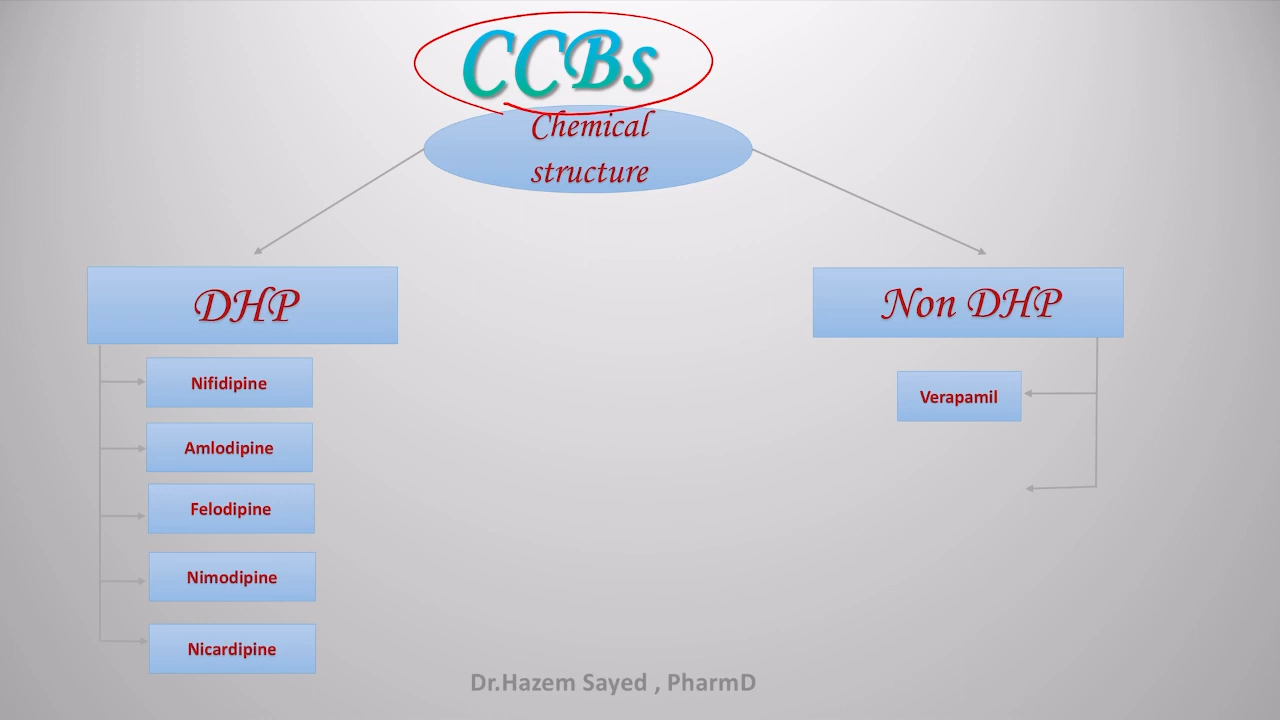 CCBs
Chemical
structure
DHP
Non DHP
Nifidipine
Verapamil
Amlodipine
Felodipine
Nimodipine
Nicardipine
Dr.Hazem Sayed , PharmD